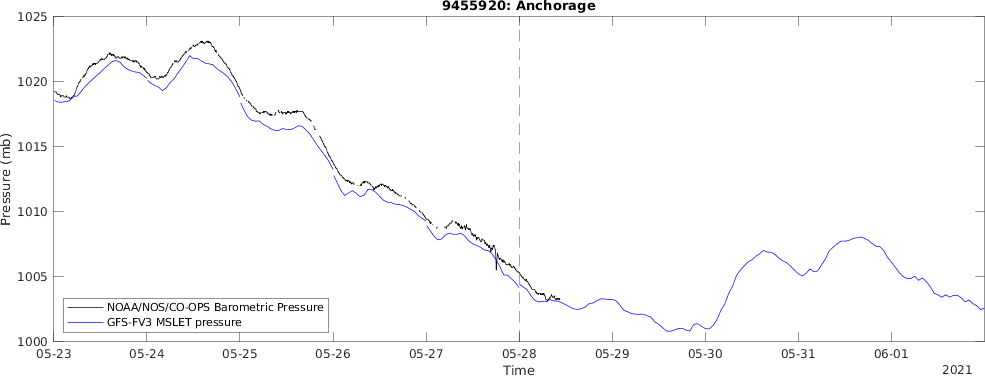 9455920: Anchorage
1025
1020
1015
1010
1005
1000
Pressure (mb)
NOAA/NOS/CO-OPS Barometric Pressure
GFS-FV3 MSLET pressure
05-23 05-24 05-25 05-26 05-27 05-28 05-29 05-30 05-31 06-01
Time
2021